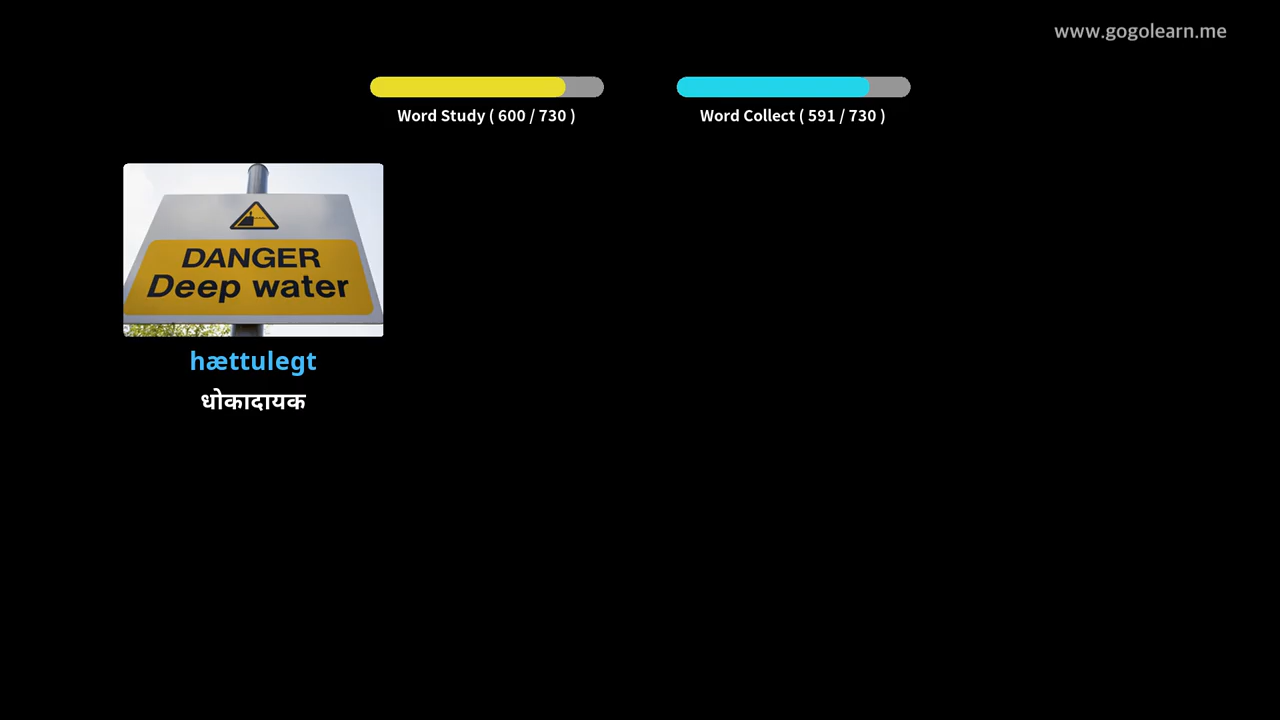 www.gogolearn.me
Word Study ( 600 / 730 )
Word Collect ( 591 / 730 )
DANGER
Deep water
hættulegt
धोकादायक